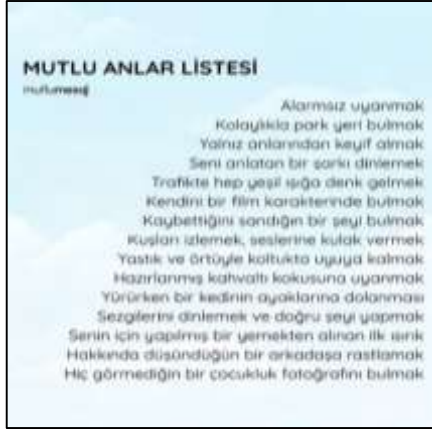 MUTLU ANLAR LİSTESİ
mutlumesaj
Alarmsız uyanmak
Kolaylıkla park yeri bulmak
Yalnız anlarından keyif almak
Seni anlatan bir şarkı dinlemek
Trafikte hep yeşil ışığa denk gelmek
Kendini bir film karakterinde bulmak
Kaybettiğini sandığın bir şeyi bulmak
Kuşları izlemek, seslerine kulak vermek
Yastık ve örtüyle koltukta uyuya kalmak
Hazırlanmış kahvaltı kokusuna uyanmak
Yürürken bir kedinin ayaklarına dolanması
Sezgilerini dinlemek ve doğru şeyi yapmak
Senin için yapılmış bir yemekten alınan ilk ısırık
Hakkında düşündüğün bir arkadaşa rastlamak
Hiç görmediğin bir çocukluk fotoğrafını bulmak